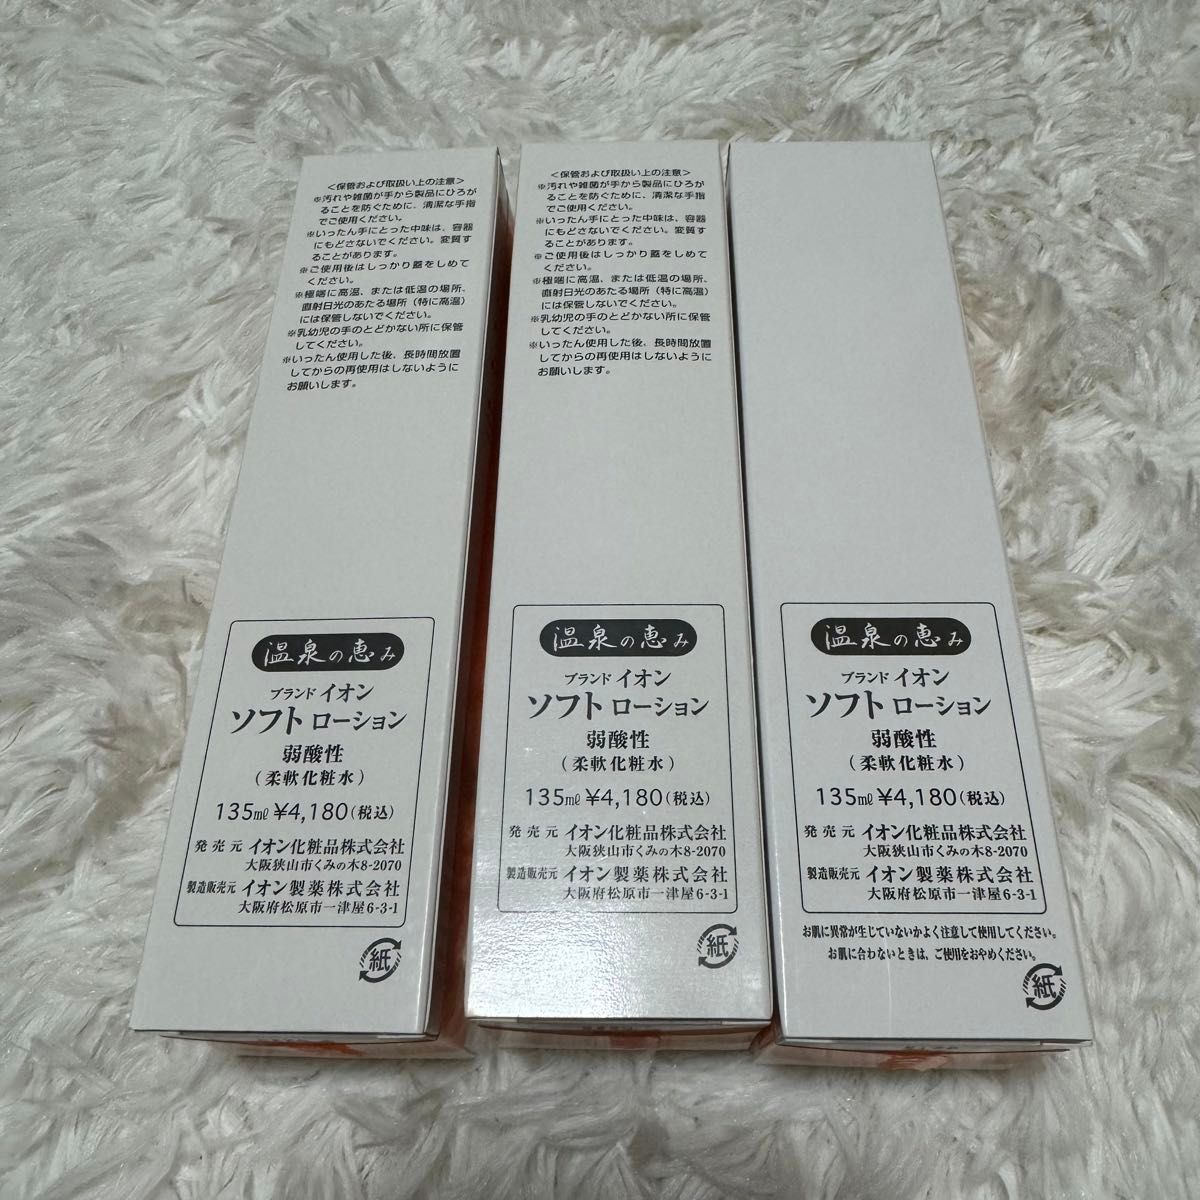 ＜保管および取扱い上の注意＞
※汚れや雑菌が手から製品にひろが
ることを防ぐために、清潔な手指
でご使用ください。
※いったん手にとった中味は、容器
にもどさないでください。変質す
ることがあります。
※ご使用後はしっかり蓋をしめて
ください。
※極端に高温、または低温の場所、
直射日光のあたる場所（特に高温）
には保管しないでください。
※乳幼児の手のとどかない所に保管
してください。
※いったん使用した後、長時間放置
してからの再使用はしないように
お願いします。
温泉の恵み
ブランド イオン
ソフト ローション
弱酸性
（柔軟化粧水）
135㎖ ¥4,180（税込）
発売元 イオン化粧品株式会社
大阪狭山市くみの木8-2070
製造販売元 イオン製薬株式会社
大阪府松原市一津屋6-3-1
紙
＜保管および取扱い上の注意＞
※汚れや雑菌が手から製品にひろが
ることを防ぐために、清潔な手指
でご使用ください。
※いったん手にとった中味は、容器
にもどさないでください。変質す
ることがあります。
※ご使用後はしっかり蓋をしめて
ください。
※極端に高温、または低温の場所、
直射日光のあたる場所（特に高温）
には保管しないでください。
※乳幼児の手のとどかない所に保管
してください。
※いったん使用した後、長時間放置
してからの再使用はしないように
お願いします。
温泉の恵み
ブランド イオン
ソフト ローション
弱酸性
（柔軟化粧水）
135㎖ ¥4,180（税込）
発売元 イオン化粧品株式会社
大阪狭山市くみの木8-2070
製造販売元 イオン製薬株式会社
大阪府松原市一津屋6-3-1
紙
温泉の恵み
ブランド イオン
ソフト ローション
弱酸性
（柔軟化粧水）
135㎖ ¥4,180（税込）
発売元 イオン化粧品株式会社
大阪狭山市くみの木8-2070
製造販売元 イオン製薬株式会社
大阪府松原市一津屋6-3-1
お肌に異常が生じていないかよく注意して使用してください。
お肌に合わないときは、ご使用をおやめください。
紙